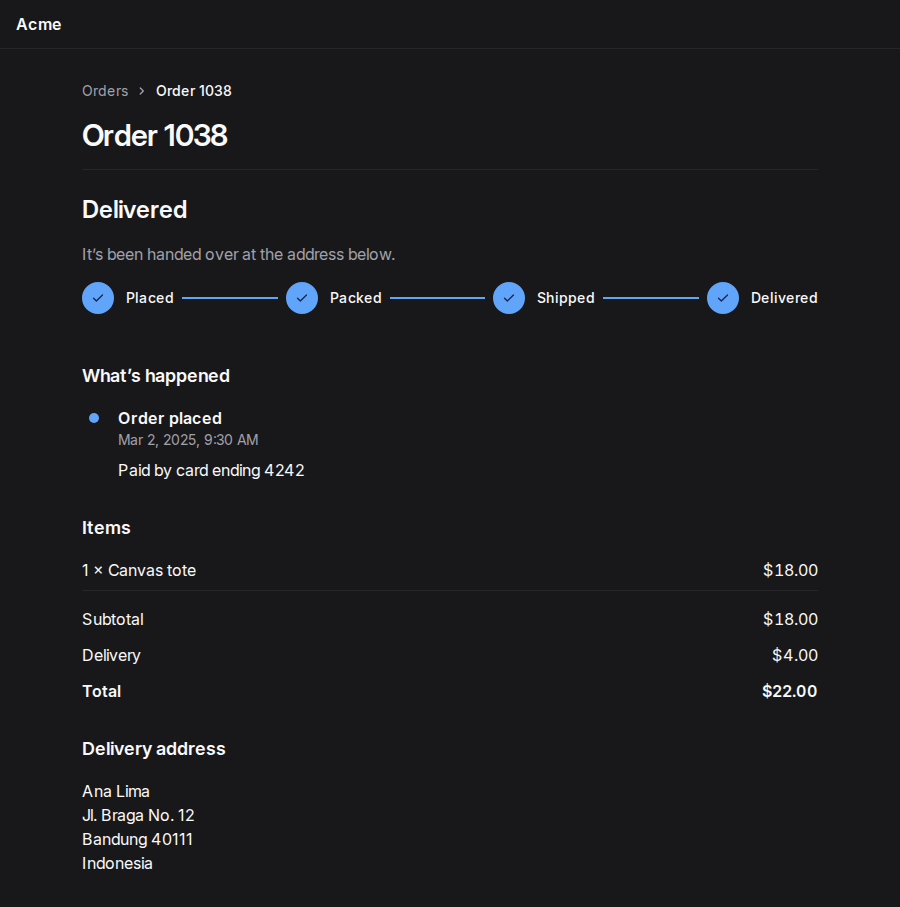 Acme
Orders › Order 1038
Order 1038
Delivered
It’s been handed over at the address below.
Placed Packed Shipped Delivered
What’s happened
Order placed
Mar 2, 2025, 9:30 AM
Paid by card ending 4242
Items
1 × Canvas tote $18.00
Subtotal $18.00
Delivery $4.00
Total $22.00
Delivery address
Ana Lima
Jl. Braga No. 12
Bandung 40111
Indonesia